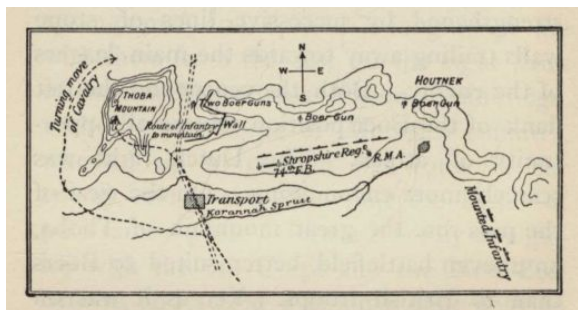 N
W E
S
Turning move of Cavalry
THOBA
MOUNTAIN
A
Route of Infantry
to mountain
Two Boer Guns
Wall
Boer Gun
HOUTNEK
Boer Gun
Shropshire Regt.
74th F.B.
R.M.A.
Transport
Karannah Spruit
Mounted Infantry